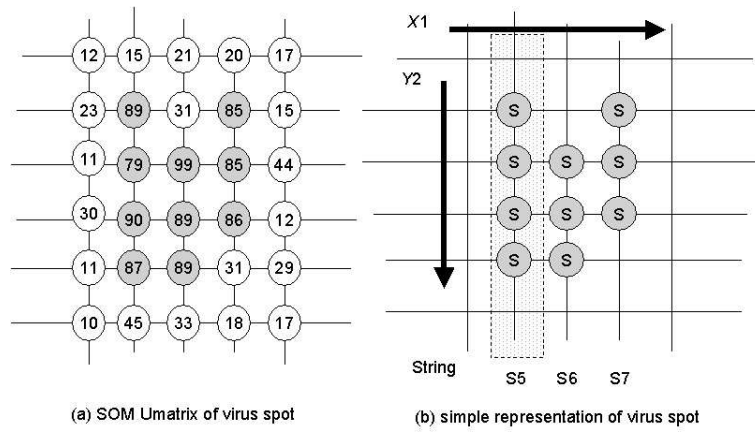 12 15 21 20 17
23 89 31 85 15
11 79 99 85 44
30 90 89 86 12
11 87 89 31 29
10 45 33 18 17
(a) SOM Umatrix of virus spot
X1
Y2
S S
S S S
S S S
S S
String S5 S6 S7
(b) simple representation of virus spot